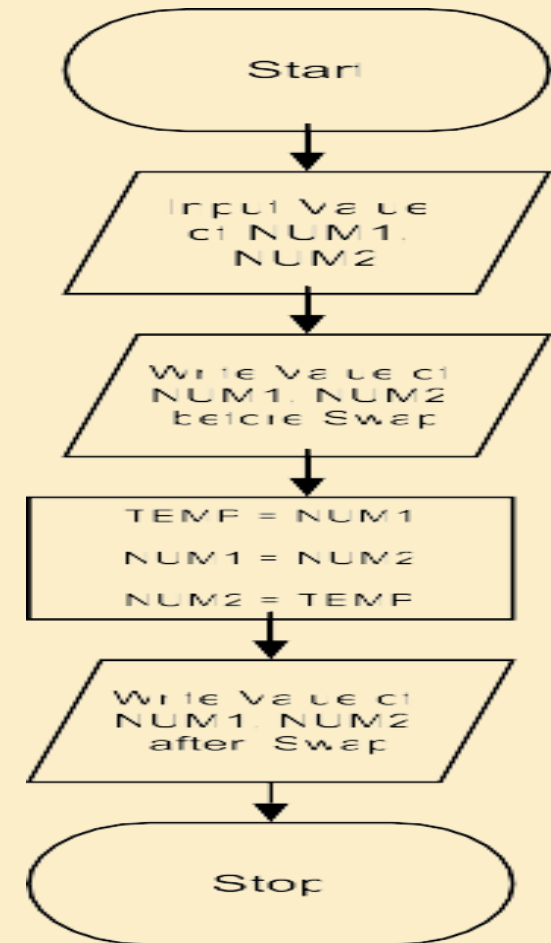 Start
Input Value
of NUM1,
NUM2
Write Value of
NUM1, NUM2
before Swap
TEMP = NUM1
NUM1 = NUM2
NUM2 = TEMP
Write Value of
NUM1, NUM2
after Swap
Stop